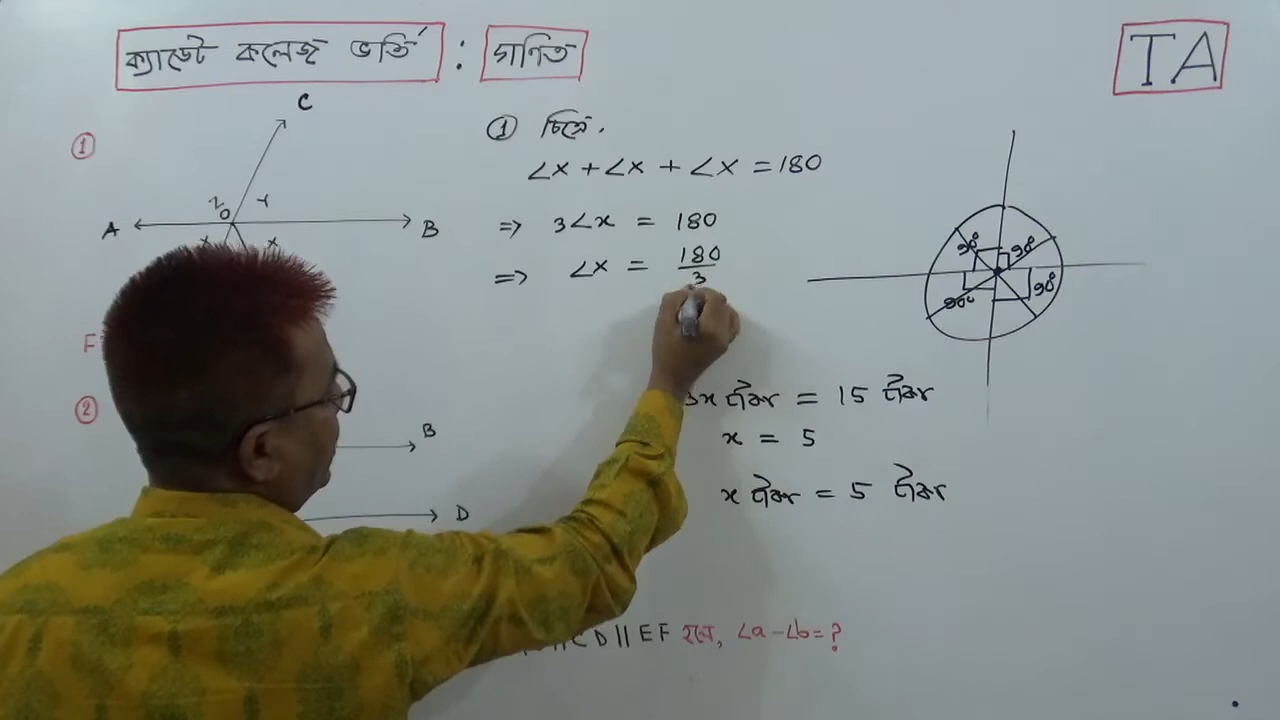 ক্যাডেট কলেজ ভর্তি : গণিত
TA
①
C
Z O Y
A B
x x
① চিত্রে,
∠x + ∠x + ∠x = 180
⇒ 3∠x = 180
⇒ ∠x = 180/3
90° 90°
90° 90°
F
②
B
D
3x টাকা = 15 টাকা
x = 5
x টাকা = 5 টাকা
CD || EF হলে, ∠a - ∠b = ?